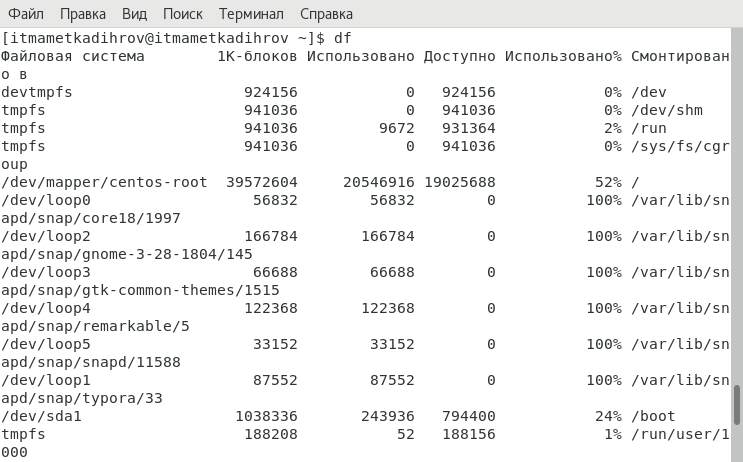 Файл Правка Вид Поиск Терминал Справка
[itmametkadihrov@itmametkadihrov ~]$ df
Файловая система 1K-блоков Использовано Доступно Использовано% Смонтирован
о в
devtmpfs 924156 0 924156 0% /dev
tmpfs 941036 0 941036 0% /dev/shm
tmpfs 941036 9672 931364 2% /run
tmpfs 941036 0 941036 0% /sys/fs/cgr
oup
/dev/mapper/centos-root 39572604 20546916 19025688 52% /
/dev/loop0 56832 56832 0 100% /var/lib/sn
apd/snap/core18/1997
/dev/loop2 166784 166784 0 100% /var/lib/sn
apd/snap/gnome-3-28-1804/145
/dev/loop3 66688 66688 0 100% /var/lib/sn
apd/snap/gtk-common-themes/1515
/dev/loop4 122368 122368 0 100% /var/lib/sn
apd/snap/remarkable/5
/dev/loop5 33152 33152 0 100% /var/lib/sn
apd/snap/snapd/11588
/dev/loop1 87552 87552 0 100% /var/lib/sn
apd/snap/typora/33
/dev/sda1 1038336 243936 794400 24% /boot
tmpfs 188208 52 188156 1% /run/user/1
000